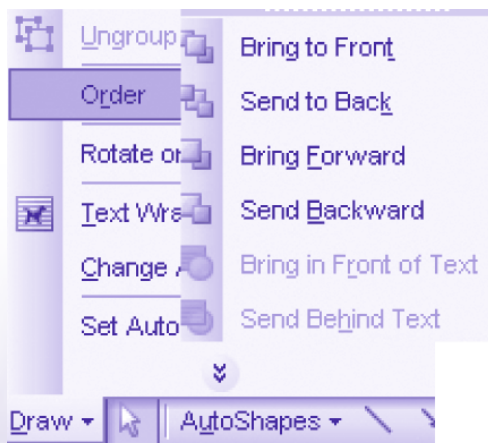 Ungroup
Order
Rotate or
Text Wra
Change
Set Auto
Bring to Front
Send to Back
Bring Forward
Send Backward
Bring in Front of Text
Send Behind Text
Draw
AutoShapes